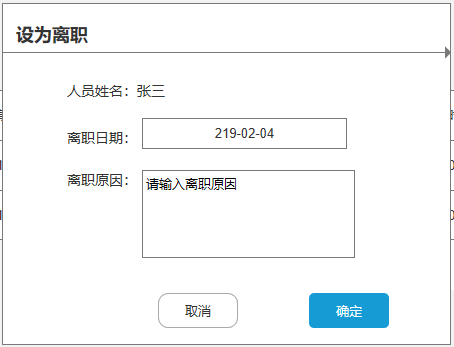 设为离职
人员姓名：张三
离职日期：
219-02-04
离职原因：
请输入离职原因
取消
确定